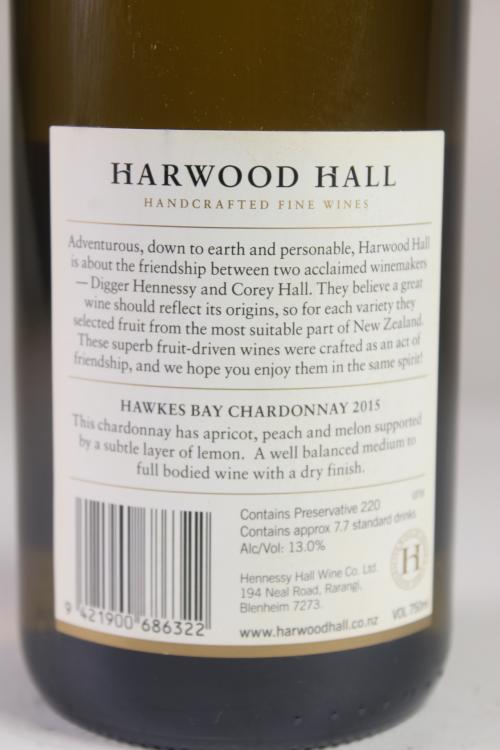 HARWOOD HALL
HANDCRAFTED FINE WINES
Adventurous, down to earth and personable, Harwood Hall
is about the friendship between two acclaimed winemakers
— Digger Hennessy and Corey Hall. They believe a great
wine should reflect its origins, so for each variety they
selected fruit from the most suitable part of New Zealand.
These superb fruit-driven wines were crafted as an act of
friendship, and we hope you enjoy them in the same spirit!
HAWKES BAY CHARDONNAY 2015
This chardonnay has apricot, peach and melon supported
by a subtle layer of lemon. A well balanced medium to
full bodied wine with a dry finish.
Contains Preservative 220
Contains approx 7.7 standard drinks
Alc/Vol: 13.0%
H
Hennessy Hall Wine Co. Ltd.
194 Neal Road, Rarangi,
Blenheim 7273.
www.harwoodhall.co.nz
VOL 750ml
9 421900 686322